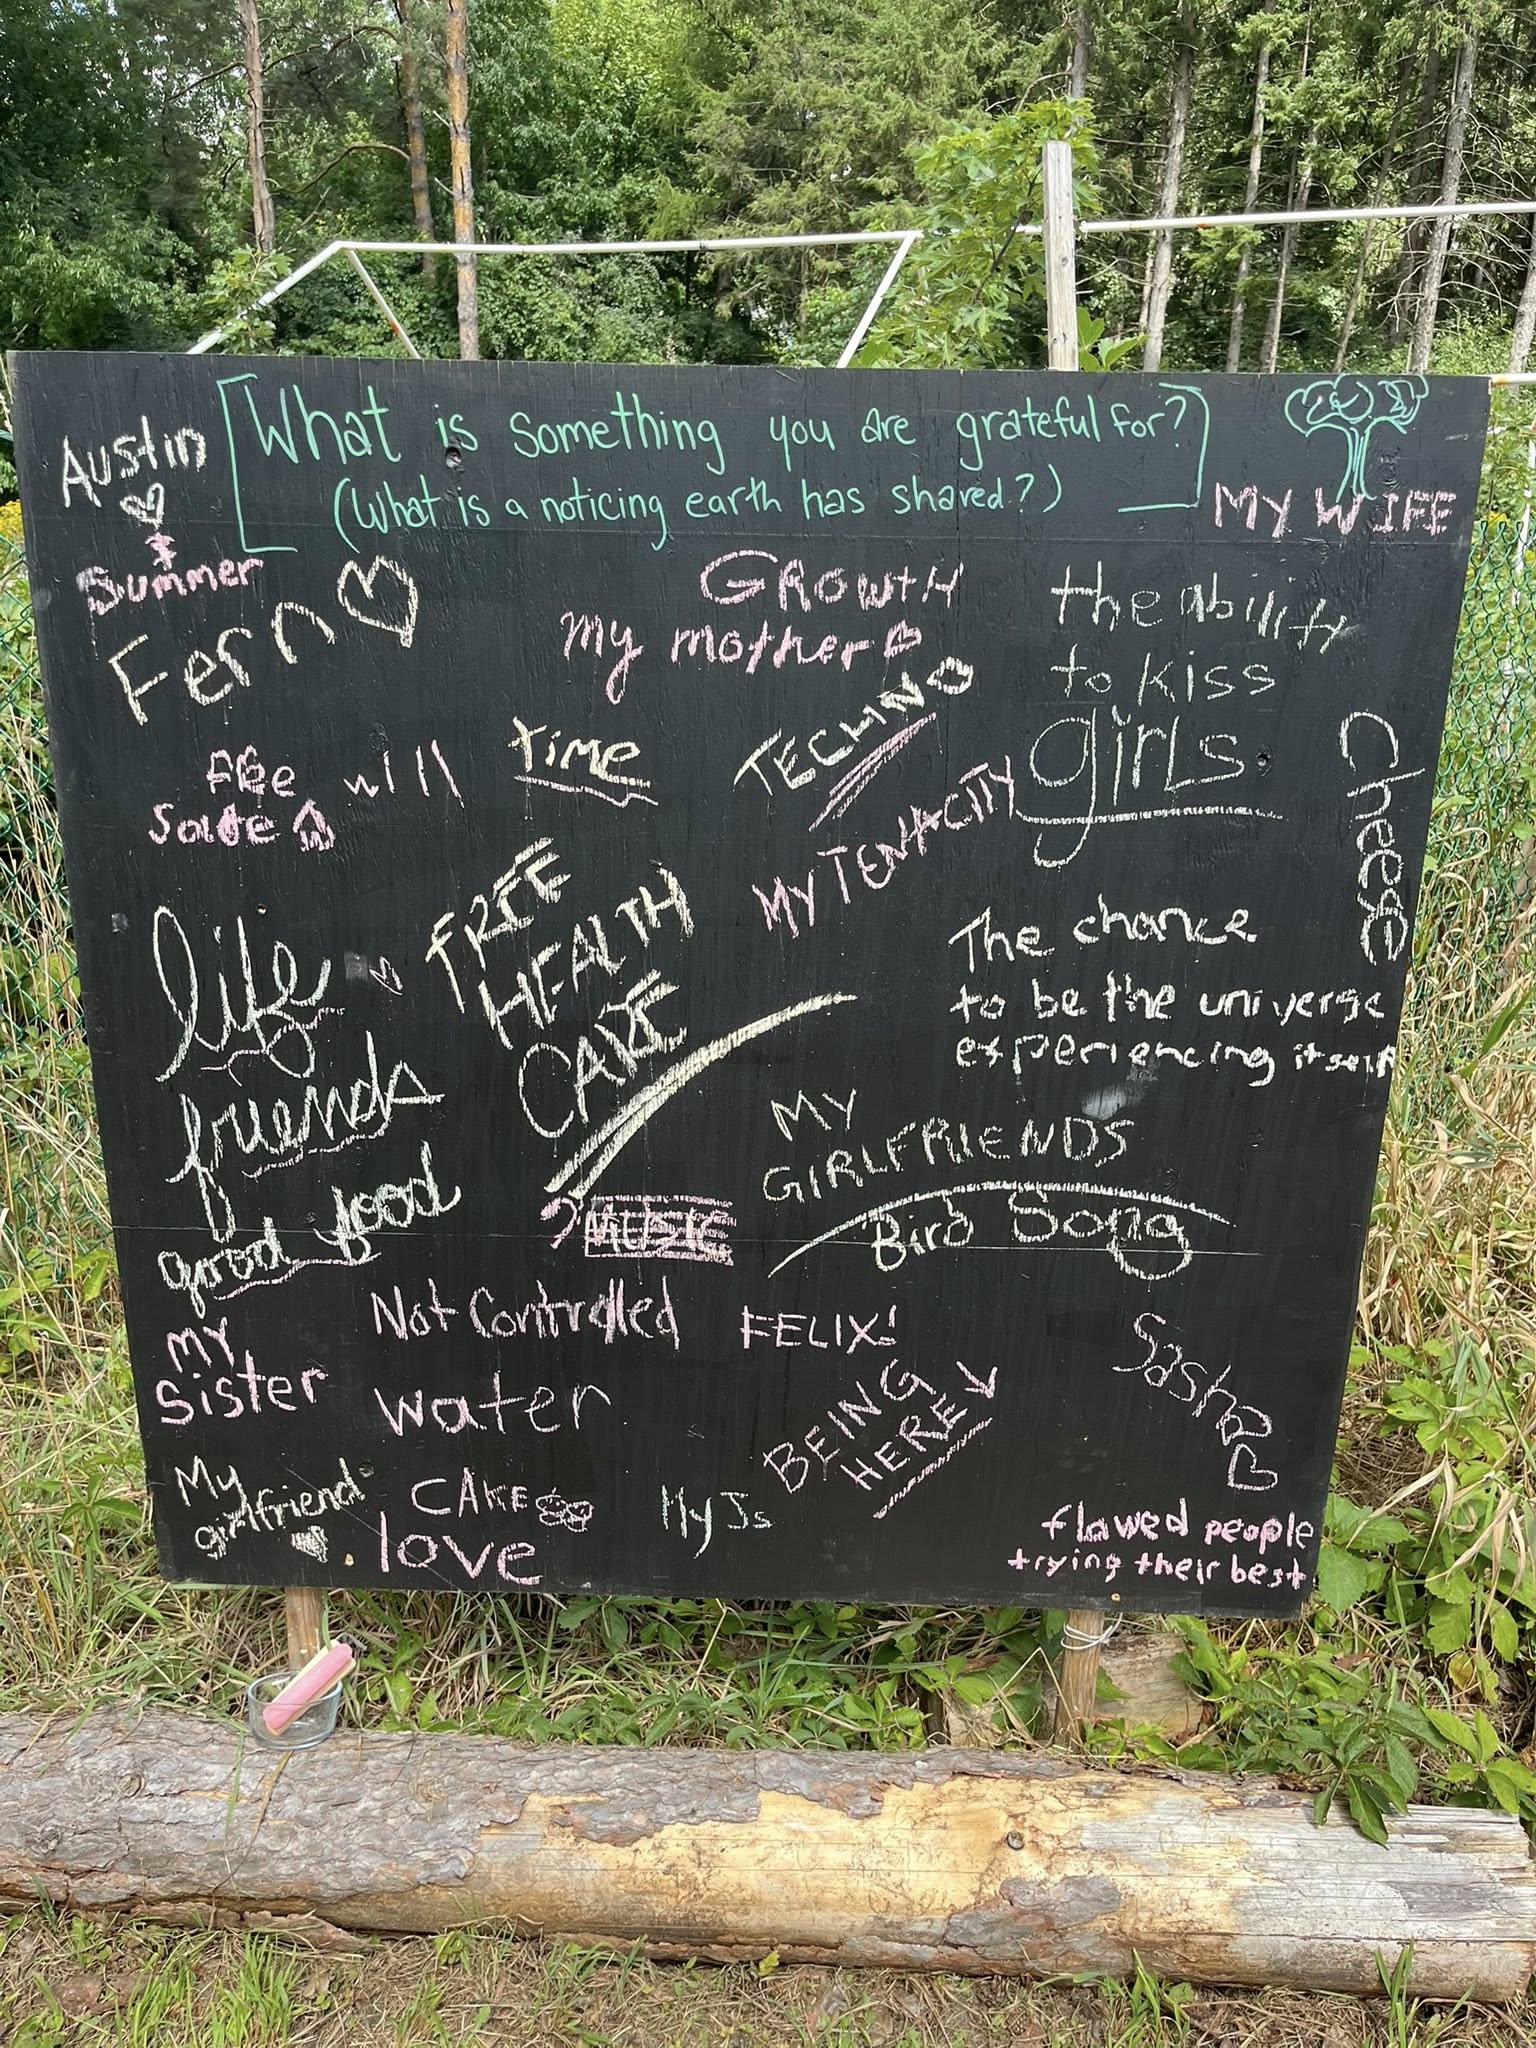 What is something you are grateful for?
(What is a noticing earth has shared?)
Austin
Summer
MY WIFE
Fern
GROWTH
my mother
the ability
to kiss
girls
TECHNO
time
free will
Cheese
MY TENACITY
life
friends
good food
FREE
HEALTH
CARE
The chance
to be the universe
experiencing itself
MY
GIRLFRIENDS
Bird Song
MUSIC
Not Controlled
FELIX!
Sasha
my
sister
water
BEING
HERE
My
girlfriend
CAKE
love
My Js
flawed people
trying their best